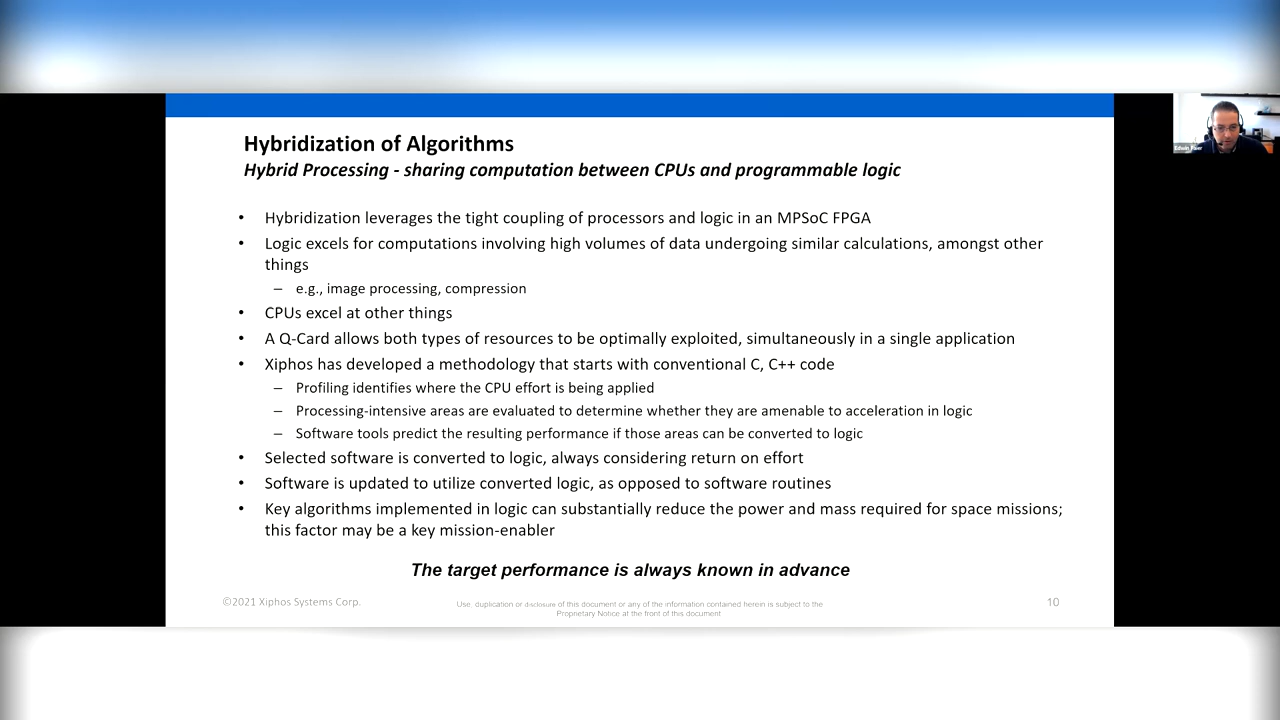 Hybridization of Algorithms
Hybrid Processing - sharing computation between CPUs and programmable logic
• Hybridization leverages the tight coupling of processors and logic in an MPSoC FPGA
• Logic excels for computations involving high volumes of data undergoing similar calculations, amongst other
things
– e.g., image processing, compression
• CPUs excel at other things
• A Q-Card allows both types of resources to be optimally exploited, simultaneously in a single application
• Xiphos has developed a methodology that starts with conventional C, C++ code
– Profiling identifies where the CPU effort is being applied
– Processing-intensive areas are evaluated to determine whether they are amenable to acceleration in logic
– Software tools predict the resulting performance if those areas can be converted to logic
• Selected software is converted to logic, always considering return on effort
• Software is updated to utilize converted logic, as opposed to software routines
• Key algorithms implemented in logic can substantially reduce the power and mass required for space missions;
this factor may be a key mission-enabler
The target performance is always known in advance
©2021 Xiphos Systems Corp.
Use, duplication or disclosure of this document or any of the information contained herein is subject to the
Proprietary Notice at the front of this document
10
Edwin